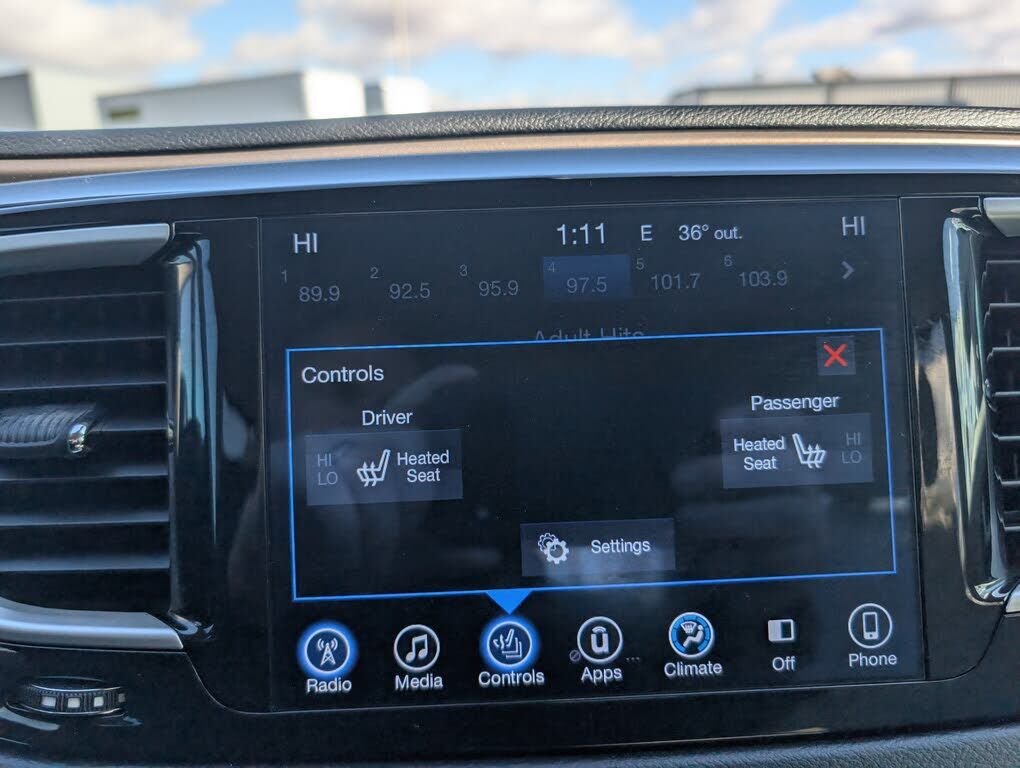 HI 1:11 E 36° out. HI
1 89.9 2 92.5 3 95.9 4 97.5 5 101.7 6 103.9
Adult Hits
Controls
Driver
Passenger
HI
LO
Heated
Seat
Heated
Seat
HI
LO
Settings
Radio Media Controls Apps Climate Off Phone